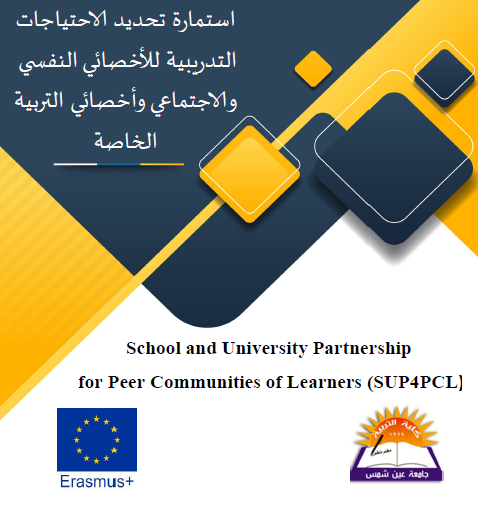 استمارة تحديد الاحتياجات
التدريبية للأخصائي النفسي
والاجتماعي وأخصائي التربية
الخاصة
School and University Partnership
for Peer Communities of Learners (SUP4PCL)
Erasmus+
كلية التربية
جامعة عين شمس